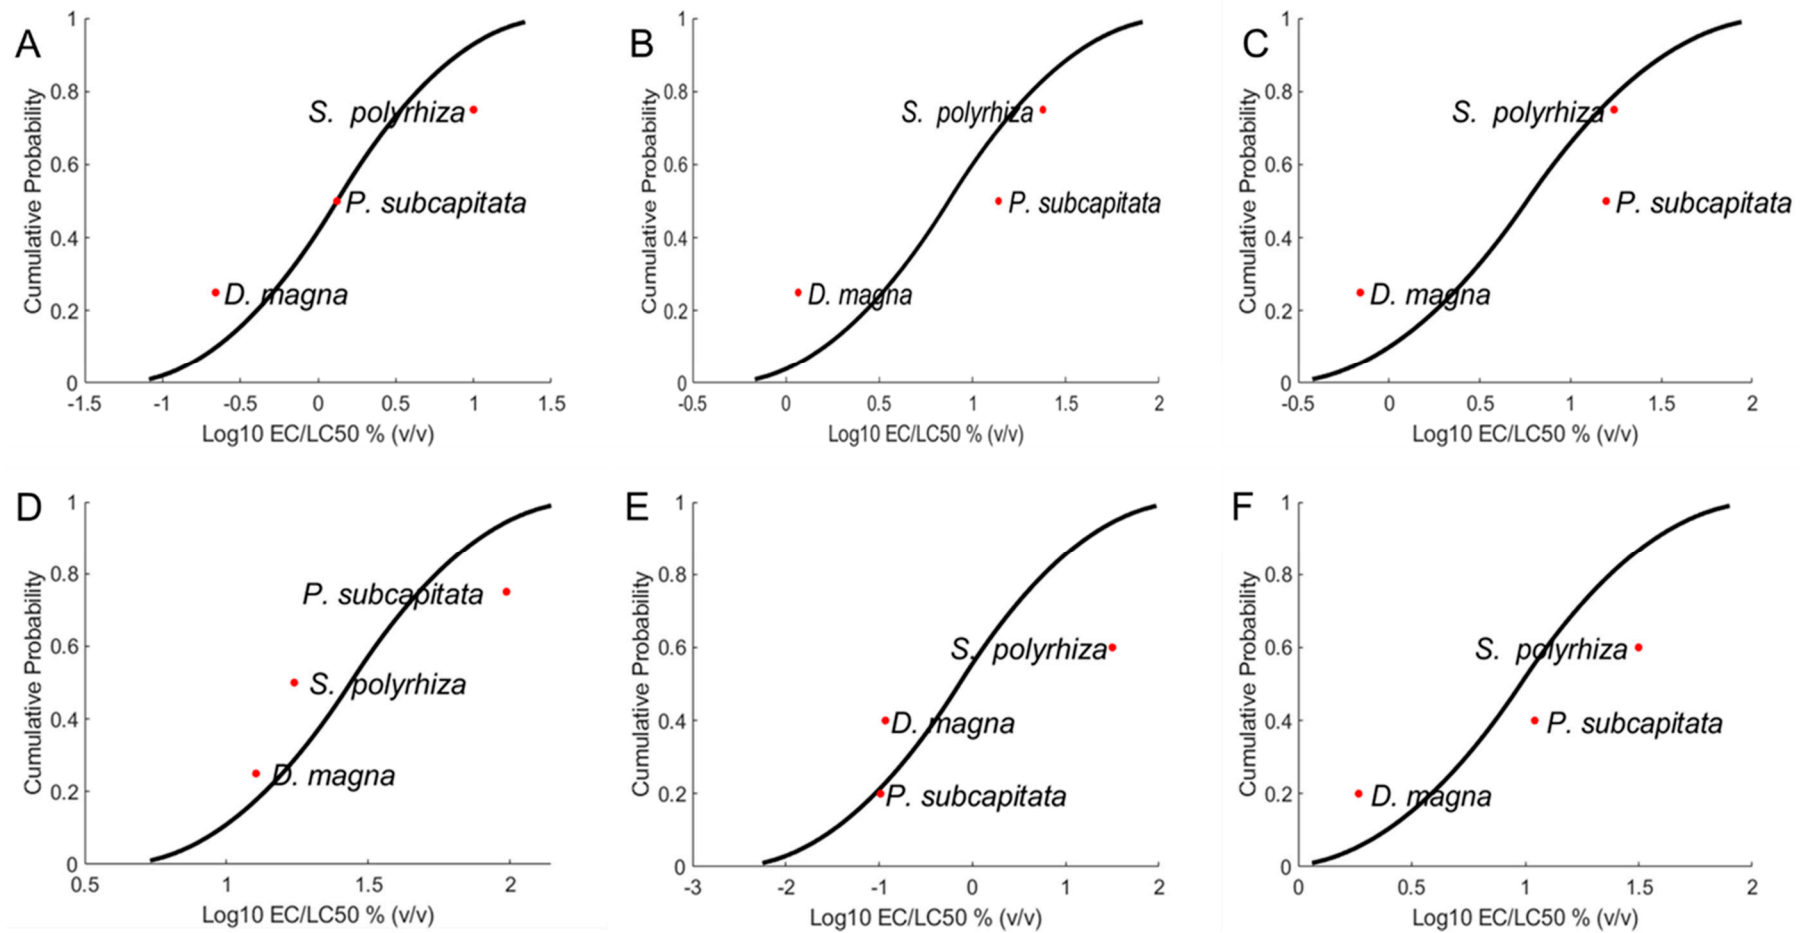 A
1
0.8
0.6
0.4
0.2
0
-1.5
-1
-0.5
0
0.5
1
1.5
Cumulative Probability
Log10 EC/LC50 % (v/v)
S. polyrhiza
P. subcapitata
D. magna
B
1
0.8
0.6
0.4
0.2
0
-0.5
0
0.5
1
1.5
2
Cumulative Probability
Log10 EC/LC50 % (v/v)
S. polyrhiza
P. subcapitata
D. magna
C
1
0.8
0.6
0.4
0.2
0
-0.5
0
0.5
1
1.5
2
Cumulative Probability
Log10 EC/LC50 % (v/v)
S. polyrhiza
P. subcapitata
D. magna
D
1
0.8
0.6
0.4
0.2
0
0.5
1
1.5
2
Cumulative Probability
Log10 EC/LC50 % (v/v)
P. subcapitata
S. polyrhiza
D. magna
E
1
0.8
0.6
0.4
0.2
0
-3
-2
-1
0
1
2
Cumulative Probability
Log10 EC/LC50 % (v/v)
S. polyrhiza
D. magna
P. subcapitata
F
1
0.8
0.6
0.4
0.2
0
0
0.5
1
1.5
2
Cumulative Probability
Log10 EC/LC50 % (v/v)
S. polyrhiza
P. subcapitata
D. magna